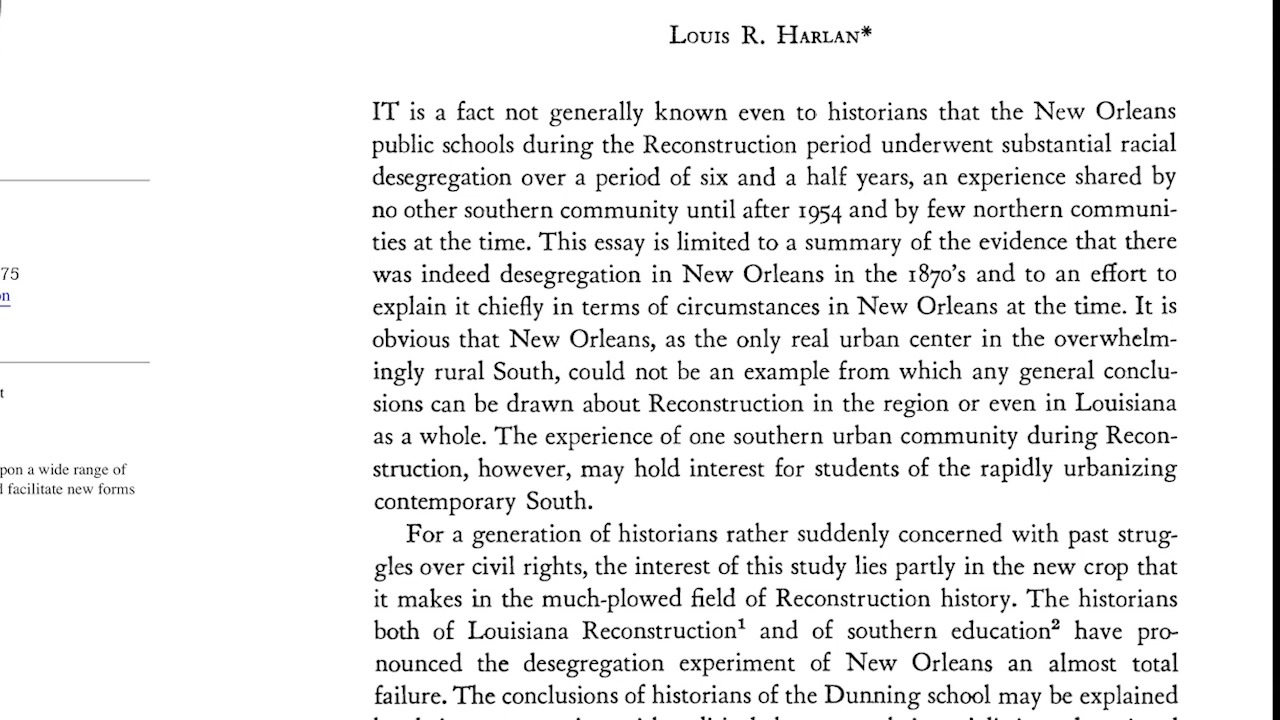 Louis R. Harlan*
IT is a fact not generally known even to historians that the New Orleans
public schools during the Reconstruction period underwent substantial racial
desegregation over a period of six and a half years, an experience shared by
no other southern community until after 1954 and by few northern communi-
ties at the time. This essay is limited to a summary of the evidence that there
was indeed desegregation in New Orleans in the 1870's and to an effort to
explain it chiefly in terms of circumstances in New Orleans at the time. It is
obvious that New Orleans, as the only real urban center in the overwhelm-
ingly rural South, could not be an example from which any general conclu-
sions can be drawn about Reconstruction in the region or even in Louisiana
as a whole. The experience of one southern urban community during Recon-
struction, however, may hold interest for students of the rapidly urbanizing
contemporary South.
For a generation of historians rather suddenly concerned with past strug-
gles over civil rights, the interest of this study lies partly in the new crop that
it makes in the much-plowed field of Reconstruction history. The historians
both of Louisiana Reconstruction¹ and of southern education² have pro-
nounced the desegregation experiment of New Orleans an almost total
failure. The conclusions of historians of the Dunning school may be explained
75
on
t
pon a wide range of
facilitate new forms